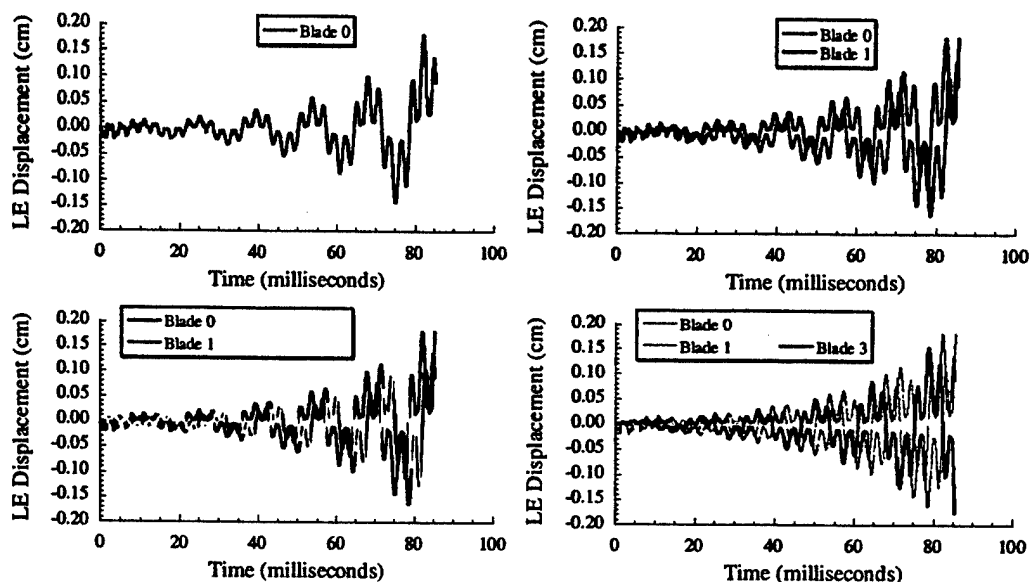 LE Displacement (cm)
0.20
0.15
0.10
0.05
0.00
-0.05
-0.10
-0.15
-0.20
Blade 0
0 20 40 60 80 100
Time (milliseconds)
LE Displacement (cm)
0.20
0.15
0.10
0.05
0.00
-0.05
-0.10
-0.15
-0.20
Blade 0
Blade 1
0 20 40 60 80 100
Time (milliseconds)
LE Displacement (cm)
0.20
0.15
0.10
0.05
0.00
-0.05
-0.10
-0.15
-0.20
Blade 0
Blade 1
0 20 40 60 80 100
Time (milliseconds)
LE Displacement (cm)
0.20
0.15
0.10
0.05
0.00
-0.05
-0.10
-0.15
-0.20
Blade 0
Blade 1 Blade 3
0 20 40 60 80 100
Time (milliseconds)